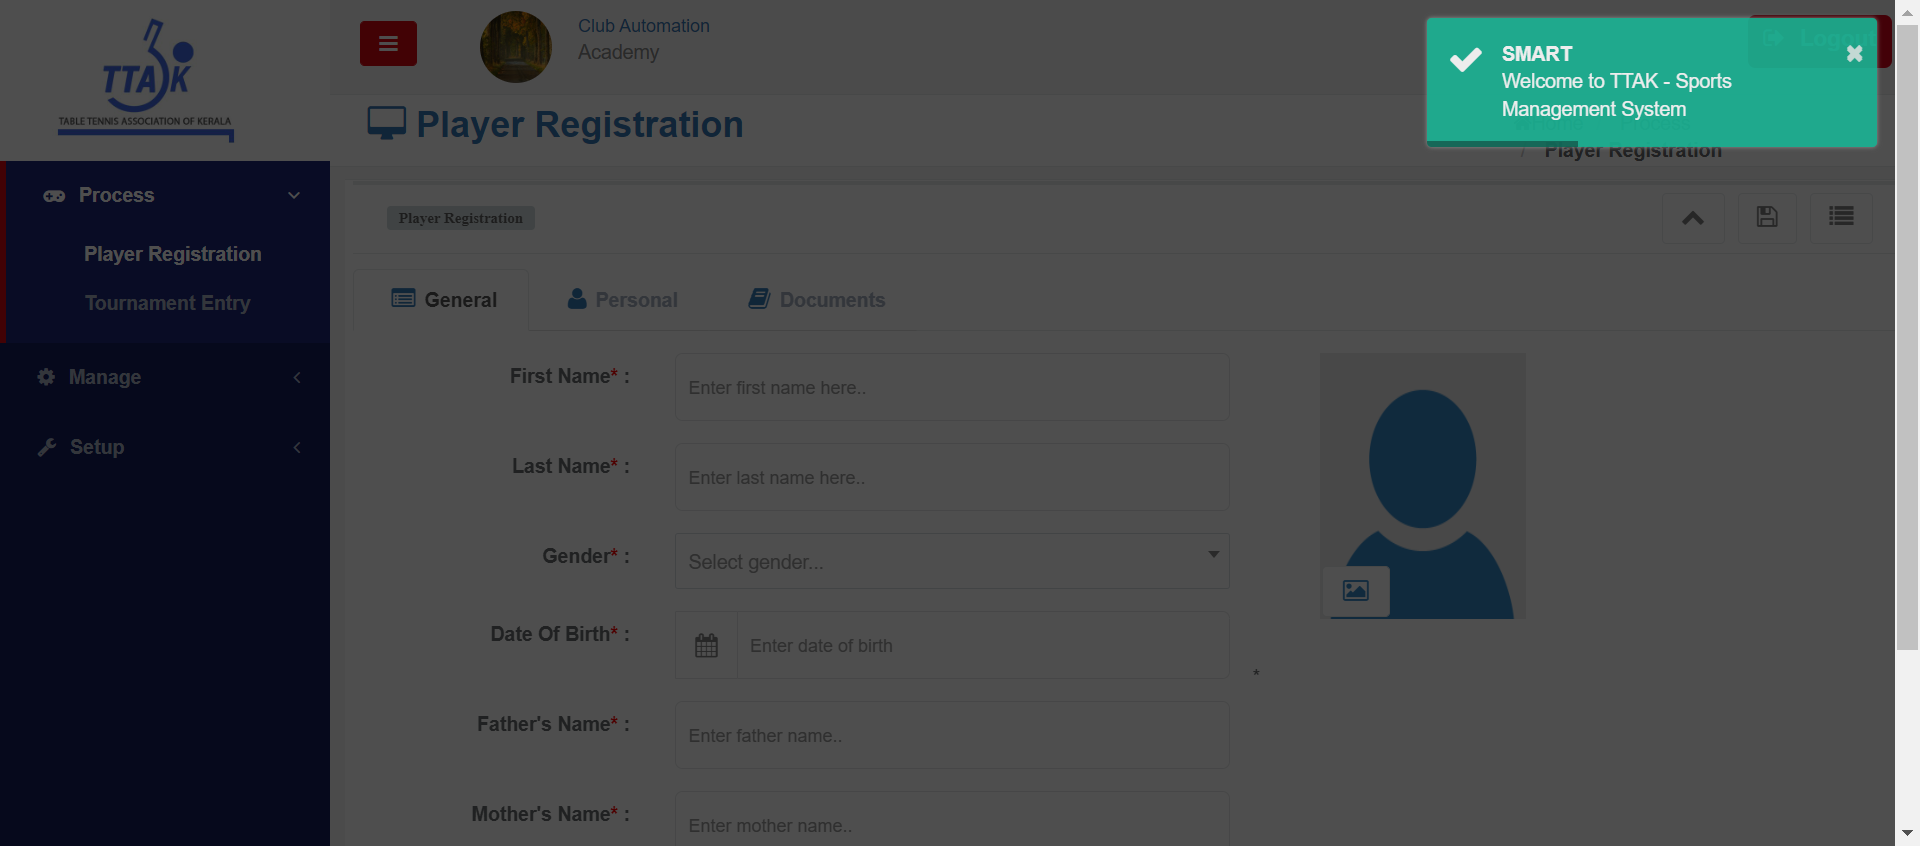 TTAK
TABLE TENNIS ASSOCIATION OF KERALA
Process
Player Registration
Tournament Entry
Manage
Setup
Club Automation
Academy
Logout
SMART
Welcome to TTAK - Sports
Management System
Player Registration
/ Player Registration
Player Registration
General
Personal
Documents
First Name* :
Enter first name here..
Last Name* :
Enter last name here..
Gender* :
Select gender...
Date Of Birth* :
Enter date of birth
*
Father's Name* :
Enter father name..
Mother's Name* :
Enter mother name..